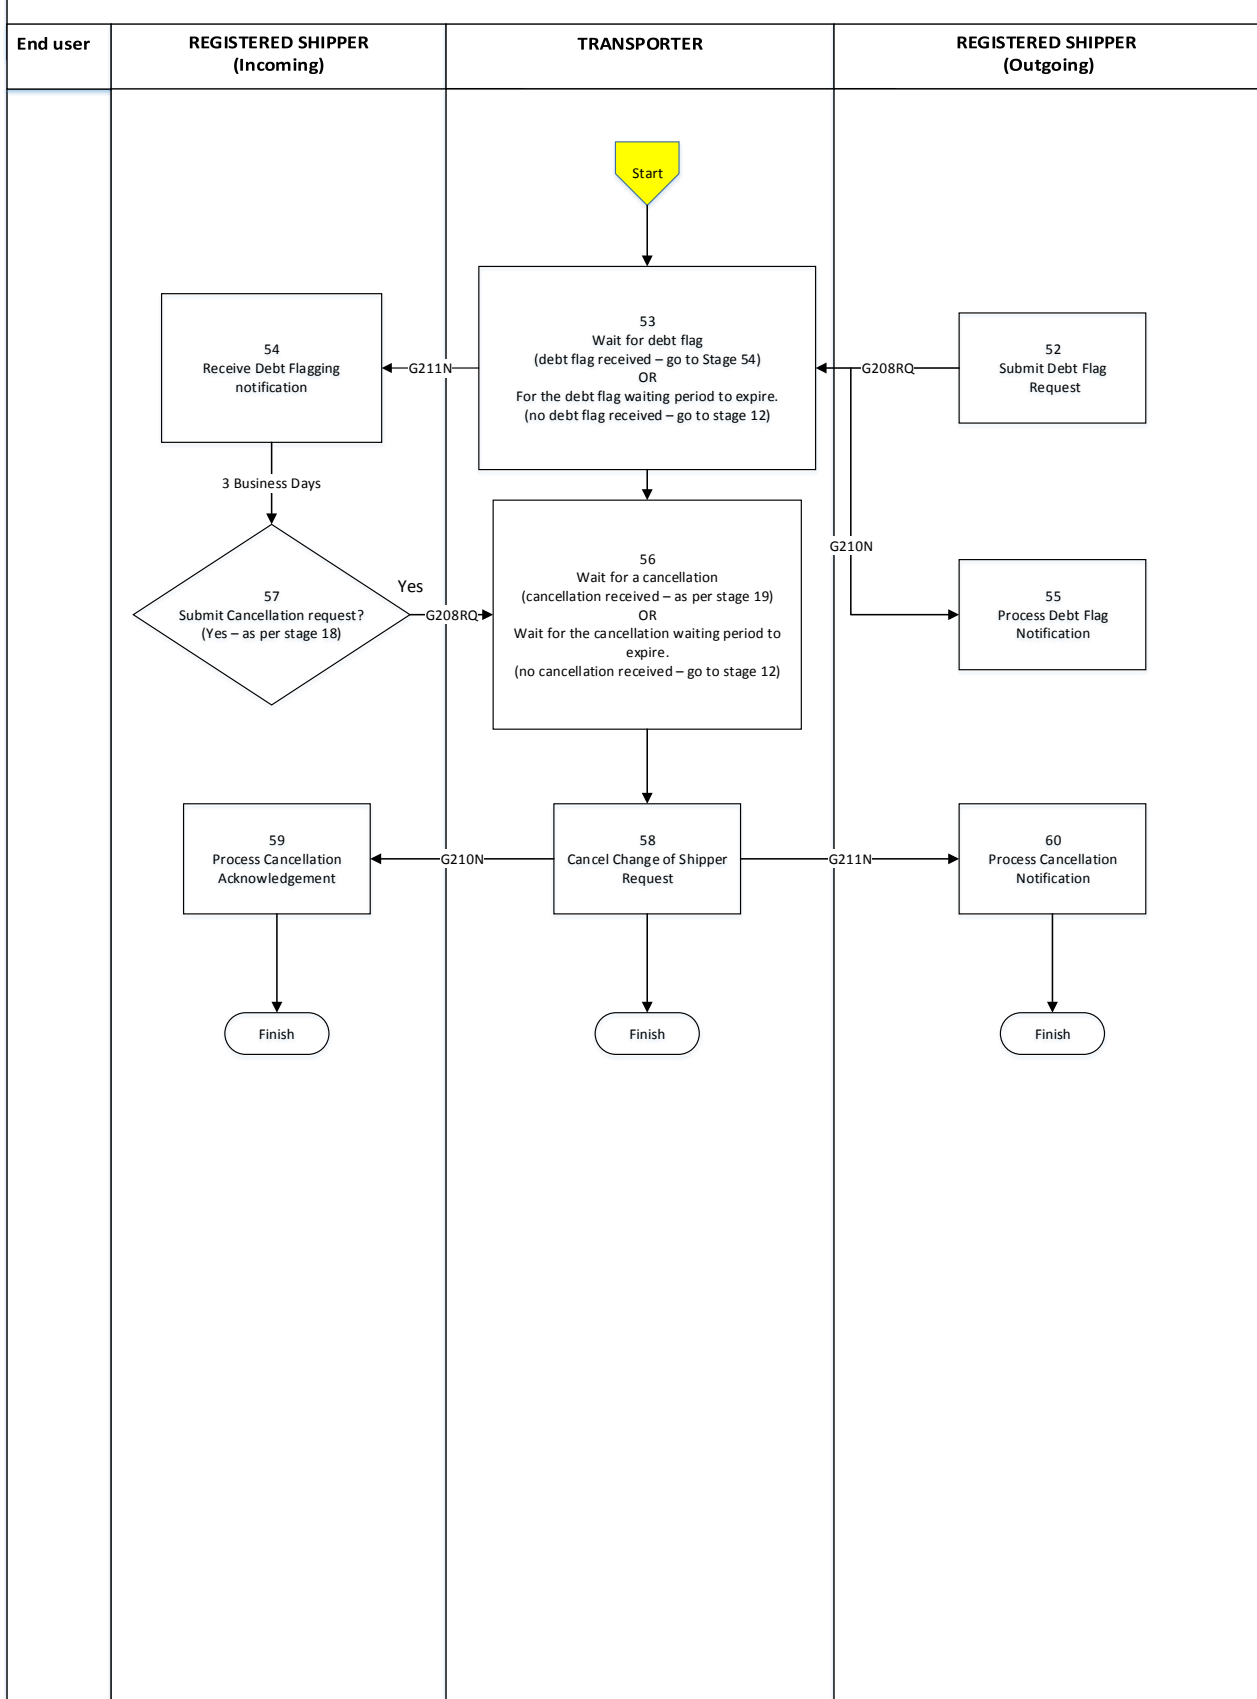 End user
REGISTERED SHIPPER
(Incoming)
TRANSPORTER
REGISTERED SHIPPER
(Outgoing)
Start
54
Receive Debt Flagging
notification
G211N
53
Wait for debt flag
(debt flag received – go to Stage 54)
OR
For the debt flag waiting period to expire.
(no debt flag received – go to stage 12)
G208RQ
52
Submit Debt Flag
Request
3 Business Days
57
Submit Cancellation request?
(Yes – as per stage 18)
Yes
G208RQ
56
Wait for a cancellation
(cancellation received – as per stage 19)
OR
Wait for the cancellation waiting period to
expire.
(no cancellation received – go to stage 12)
G210N
55
Process Debt Flag
Notification
59
Process Cancellation
Acknowledgement
G210N
58
Cancel Change of Shipper
Request
G211N
60
Process Cancellation
Notification
Finish
Finish
Finish